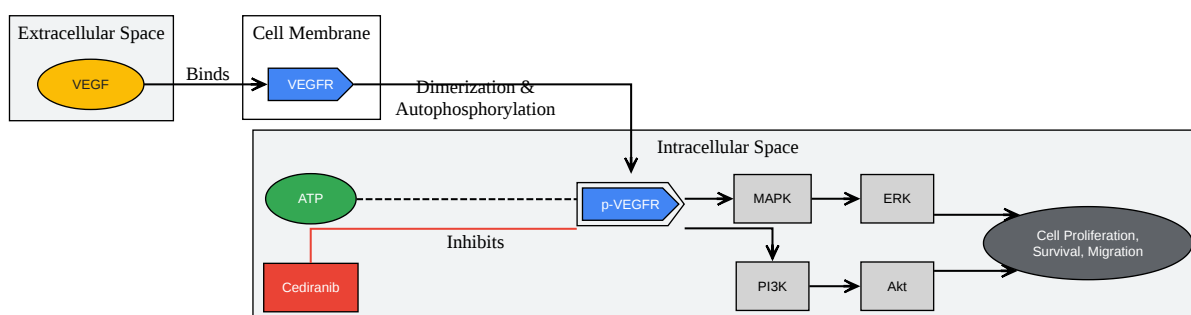 Extracellular Space
VEGF
Binds
Cell Membrane
VEGFR
Dimerization &
Autophosphorylation
Intracellular Space
ATP
p-VEGFR
MAPK
ERK
Inhibits
Cell Proliferation,
Survival, Migration
Cediranib
PI3K
Akt